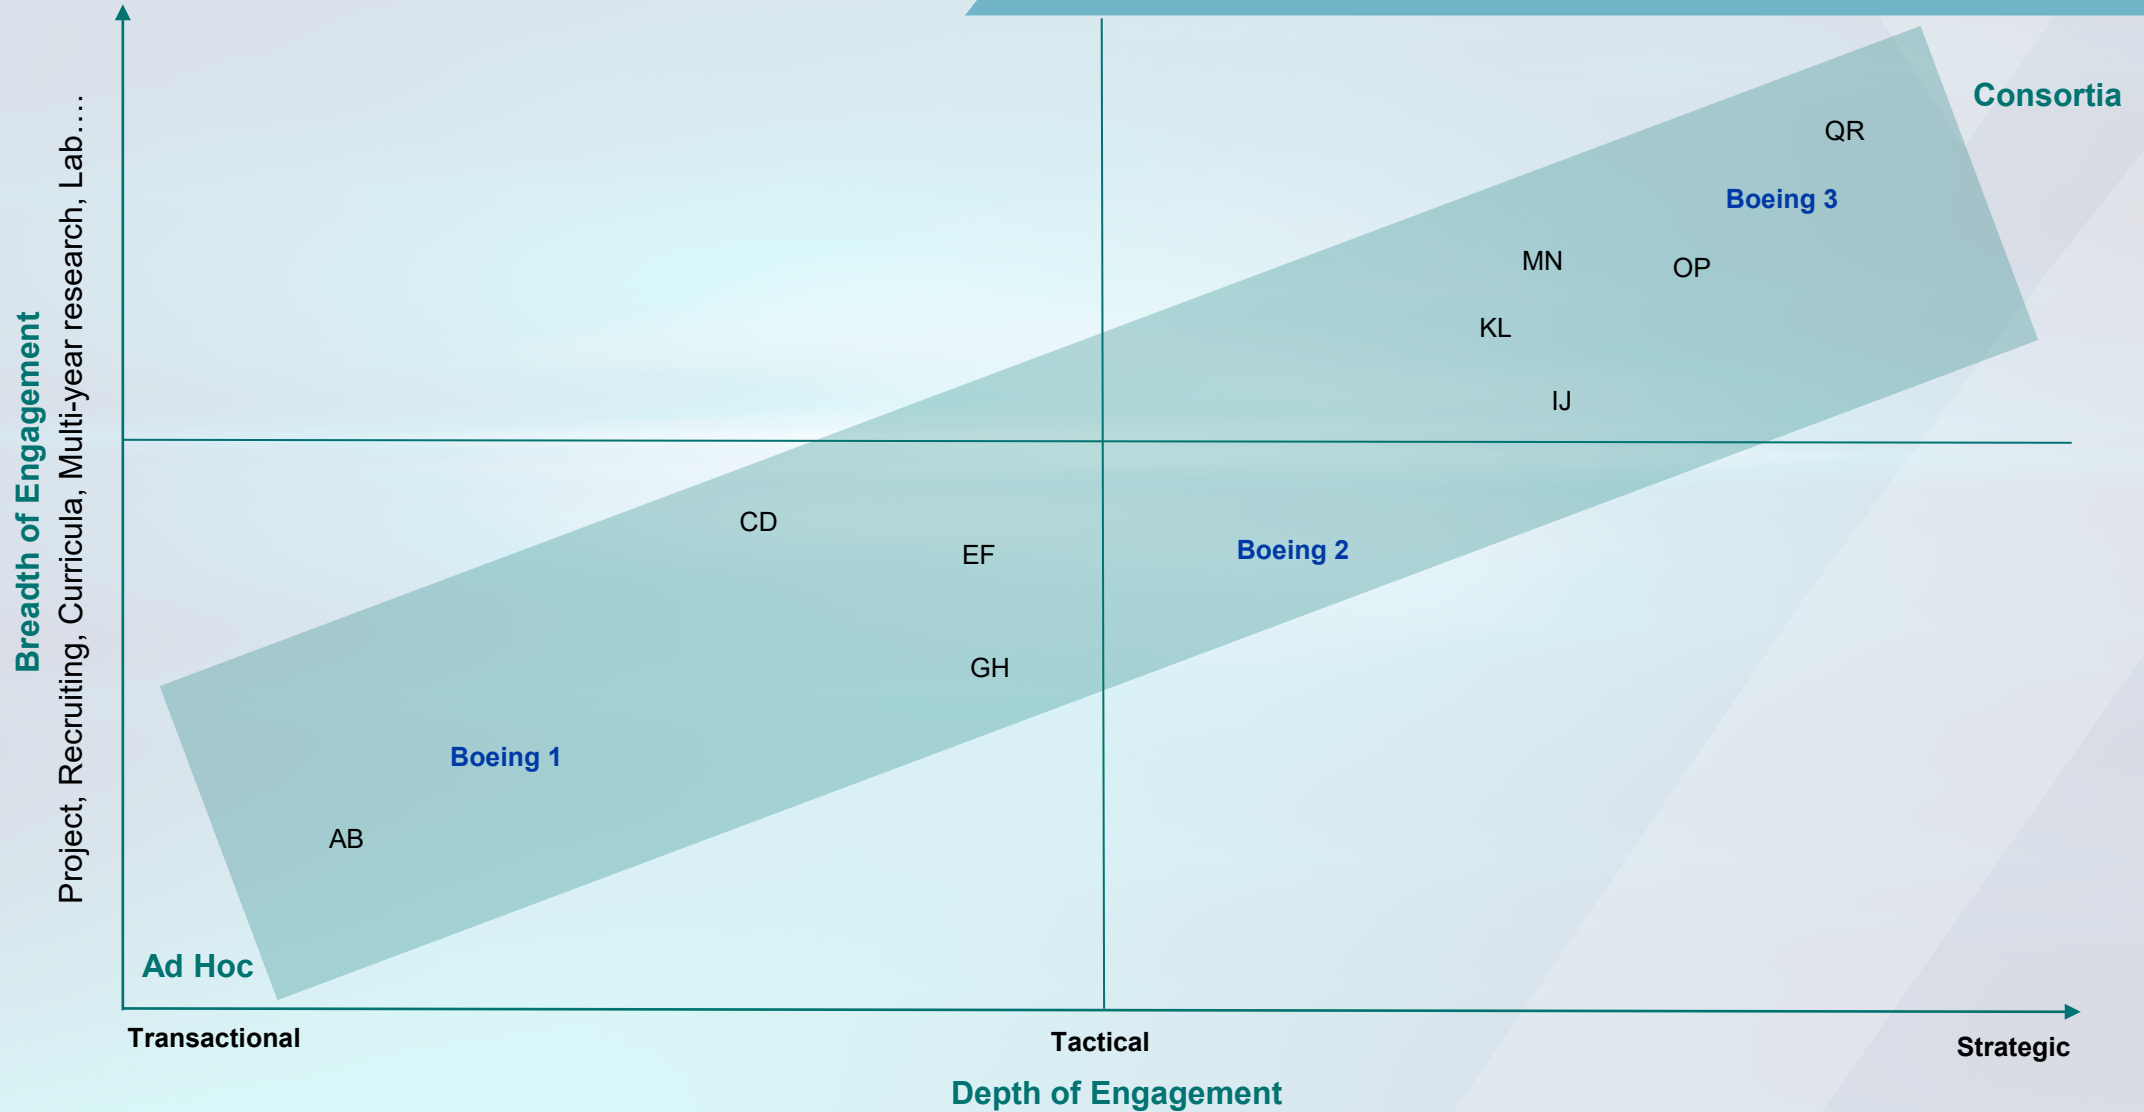 Consortia
QR
Boeing 3
MN
OP
KL
IJ
CD
EF
Boeing 2
GH
Boeing 1
AB
Ad Hoc
Breadth of Engagement
Project, Recruiting, Curricula, Multi-year research, Lab….
Transactional
Tactical
Strategic
Depth of Engagement